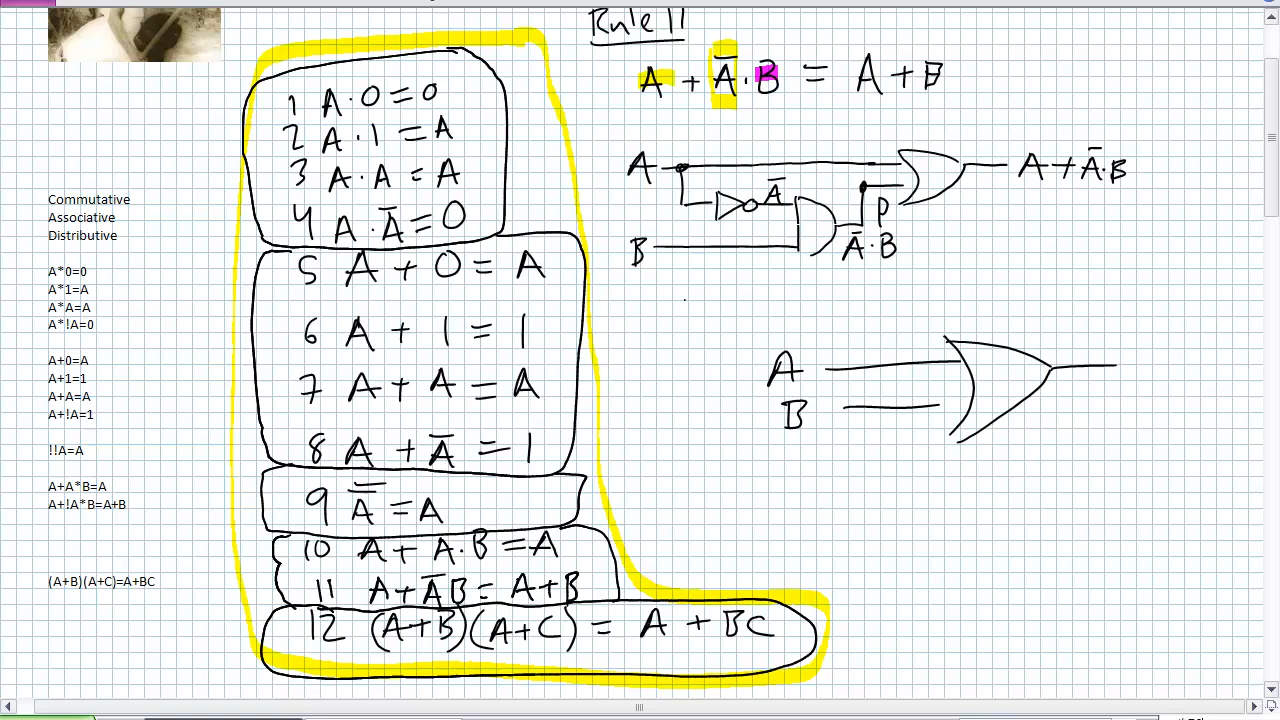 Commutative
Associative
Distributive
A*0=0
A*1=A
A*A=A
A*!A=0
A+0=A
A+1=1
A+A=A
A+!A=1
!!A=A
A+A*B=A
A+!A*B=A+B
(A+B)(A+C)=A+BC
1 A·0=0
2 A·1=A
3 A·A=A
4 A·A̅=0
5 A+0=A
6 A+1=1
7 A+A=A
8 A+A̅=1
9 A̿=A
10 A+A·B=A
11 A+A̅B=A+B
12 (A+B)(A+C)=A+BC
Rule 11
A+A̅·B=A+B
A
A̅
A+A̅·B
P
B
A̅·B
A
B